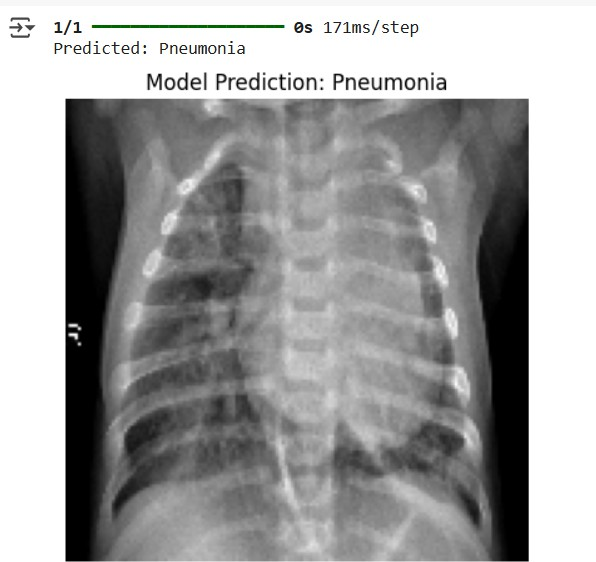 1/1 ━━━━━━━━━━━━━━━━━━━━ 0s 171ms/step
Predicted: Pneumonia
Model Prediction: Pneumonia